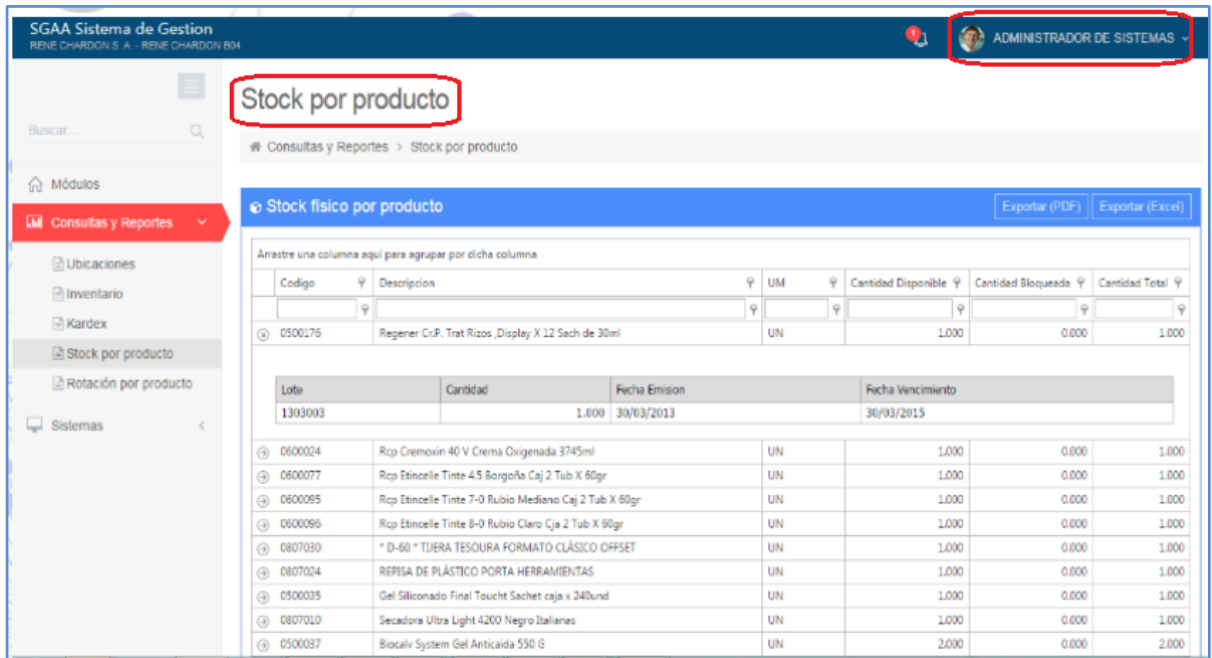 SGAA Sistema de Gestion
RENE CHARDON S. A. - RENE CHARDON B04
1
ADMINISTRADOR DE SISTEMAS
Stock por producto
Buscar...
Consultas y Reportes > Stock por producto
Módulos
Consultas y Reportes
Ubicaciones
Inventario
Kardex
Stock por producto
Rotación por producto
Sistemas
Stock físico por producto Exportar (PDF) Exportar (Excel)
Arrastre una columna aquí para agrupar por dicha columna
Codigo Descripcion UM Cantidad Disponible Cantidad Bloqueada Cantidad Total
0500176 Regener Cr.P. Trat Rizos ,Display X 12 Sach de 30ml UN 1.000 0.000 1.000
Lote Cantidad Fecha Emision Fecha Vencimiento
1303003 1.000 30/03/2013 30/03/2015
0600024 Rcp Cremoxin 40 V Crema Oxigenada 3745ml UN 1.000 0.000 1.000
0600077 Rcp Etincelle Tinte 4.5 Borgoña Caj 2 Tub X 60gr UN 1.000 0.000 1.000
0600095 Rcp Etincelle Tinte 7-0 Rubio Mediano Caj 2 Tub X 60gr UN 1.000 0.000 1.000
0600096 Rcp Etincelle Tinte 8-0 Rubio Claro Cja 2 Tub X 60gr UN 1.000 0.000 1.000
0807030 * D-60 * TIJERA TESOURA FORMATO CLÁSICO OFFSET UN 1.000 0.000 1.000
0807024 REPISA DE PLÁSTICO PORTA HERRAMIENTAS UN 1.000 0.000 1.000
0500035 Gel Siliconado Final Toucht Sachet caja x 240und UN 1.000 0.000 1.000
0807010 Secadora Ultra Light 4200 Negro Italianas UN 1.000 0.000 1.000
0500037 Biocalv System Gel Anticaida 550 G UN 2.000 0.000 2.000